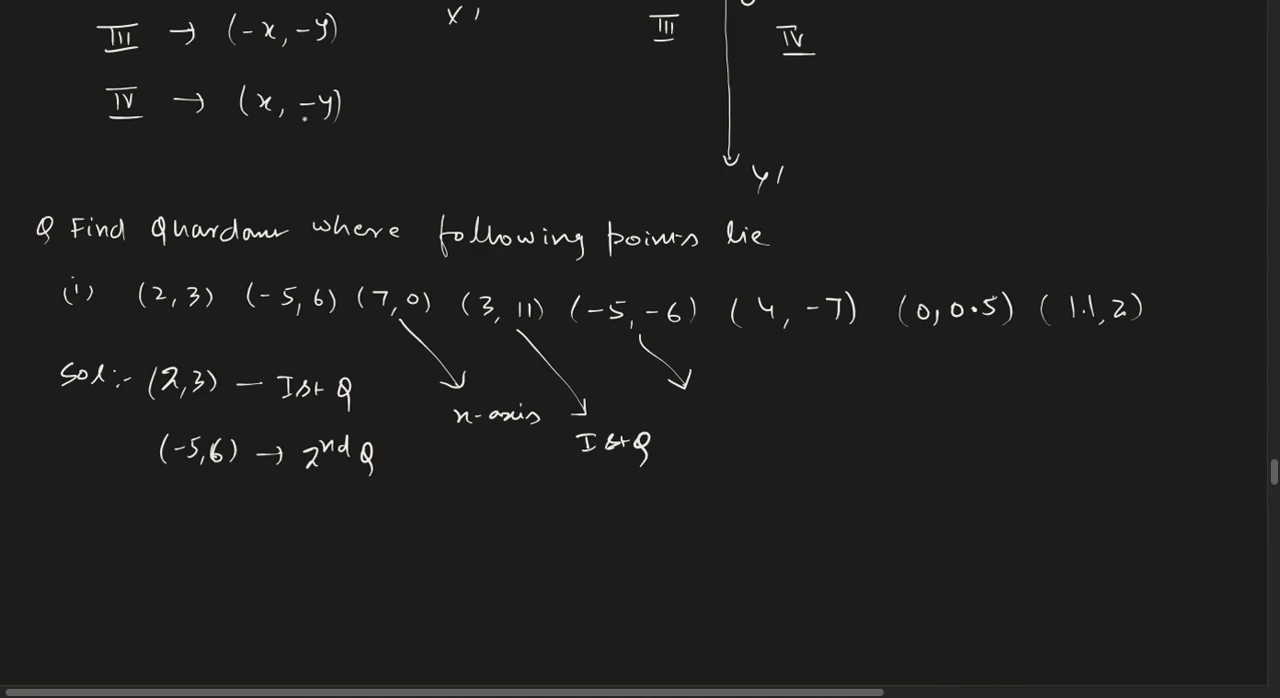 III → (-x, -y)
X'
III
IV
IV → (x, -y)
y'
Q Find Quardant where following points lie
(i) (2,3) (-5,6) (7,0) (3,11) (-5,-6) (4,-7) (0,0.5) (1.1,2)
Sol:- (2,3) – Ist Q
x-axis
Ist Q
(-5,6) → 2nd Q